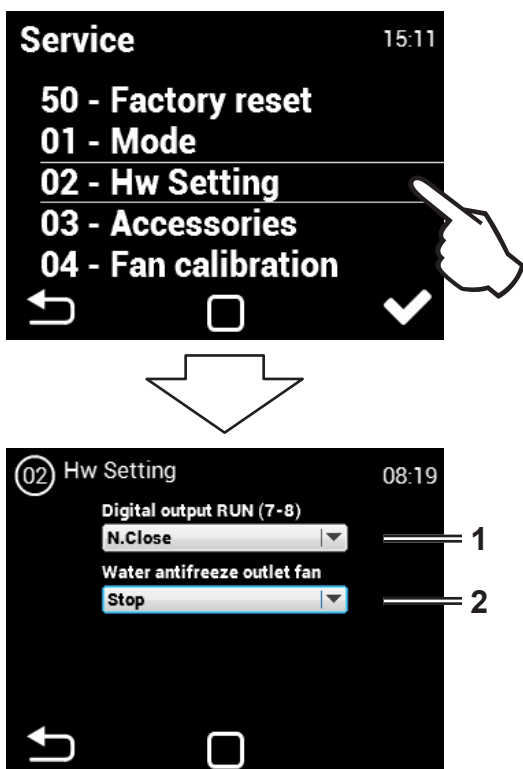 Service 15:11
50 - Factory reset
01 - Mode
02 - Hw Setting
03 - Accessories
04 - Fan calibration
02 Hw Setting 08:19
Digital output RUN (7-8)
N.Close 1
Water antifreeze outlet fan
Stop 2